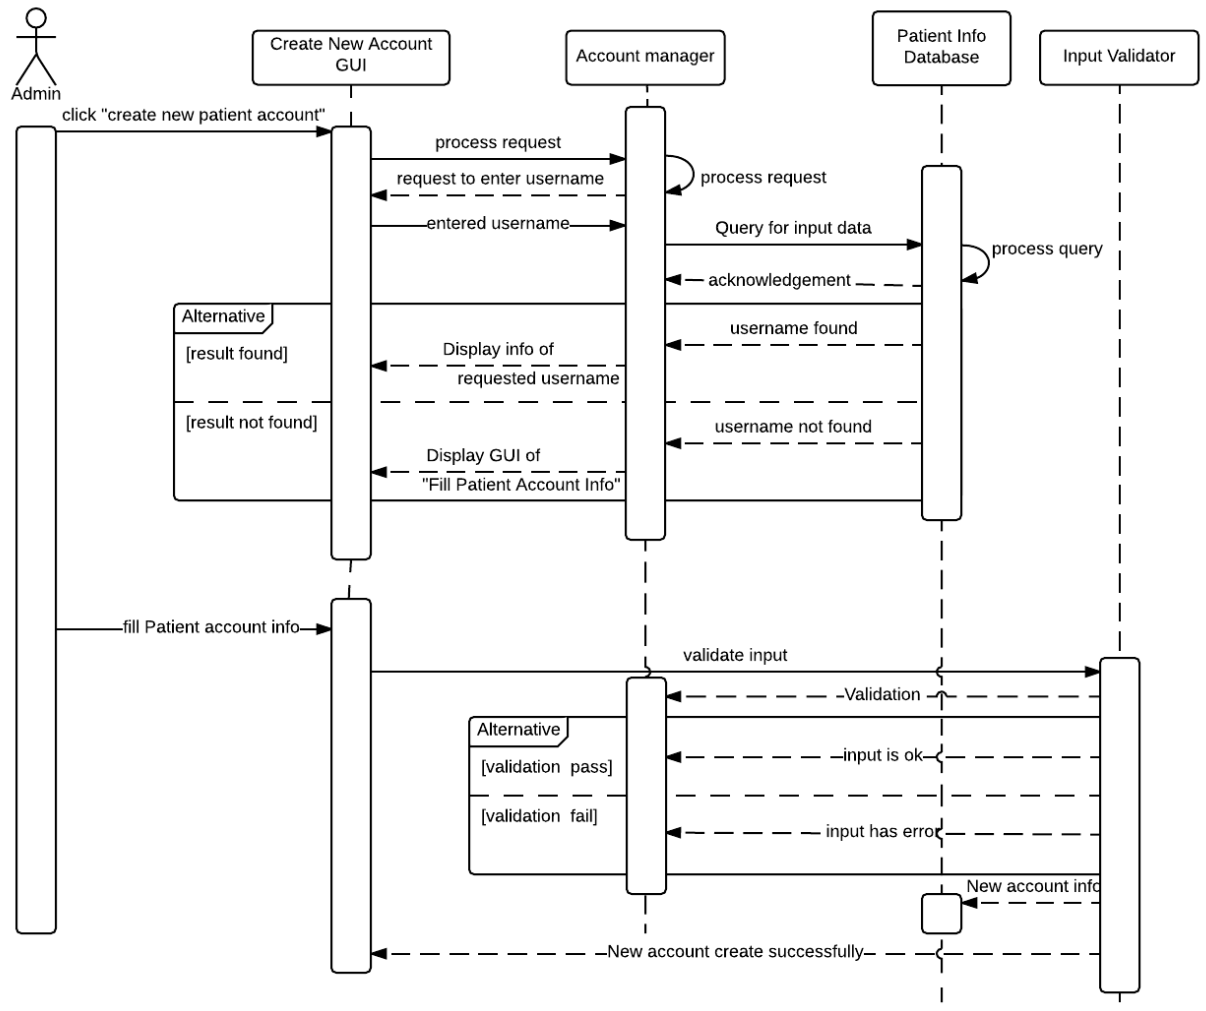 Admin
Create New Account
GUI
Account manager
Patient Info
Database
Input Validator
click "create new patient account"
process request
request to enter username
process request
entered username
Query for input data
process query
acknowledgement
Alternative
username found
[result found]
Display info of
requested username
[result not found]
username not found
Display GUI of
"Fill Patient Account Info"
fill Patient account info
validate input
Validation
Alternative
input is ok
[validation pass]
[validation fail]
input has error
New account info
New account create successfully